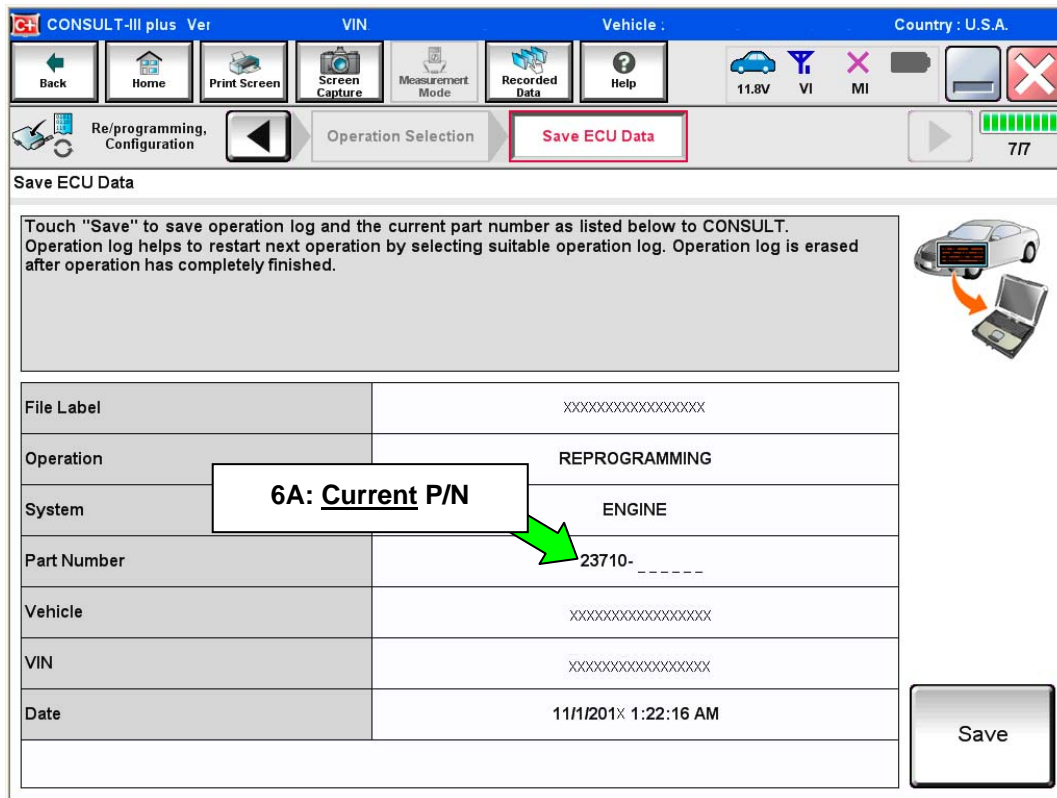 C+ CONSULT-III plus Ver VIN. Vehicle : Country : U.S.A.
Back
Home
Print Screen
Screen
Capture
Measurement
Mode
Recorded
Data
Help
11.8V VI MI
Re/programming,
Configuration
Operation Selection
Save ECU Data
7/7
Save ECU Data
Touch "Save" to save operation log and the current part number as listed below to CONSULT.
Operation log helps to restart next operation by selecting suitable operation log. Operation log is erased
after operation has completely finished.
File Label XXXXXXXXXXXXXXXXX
Operation REPROGRAMMING
6A: Current P/N
System ENGINE
Part Number 23710- _ _ _ _ _ _
Vehicle XXXXXXXXXXXXXXXXX
VIN XXXXXXXXXXXXXXXXX
Date 11/1/201X 1:22:16 AM
Save